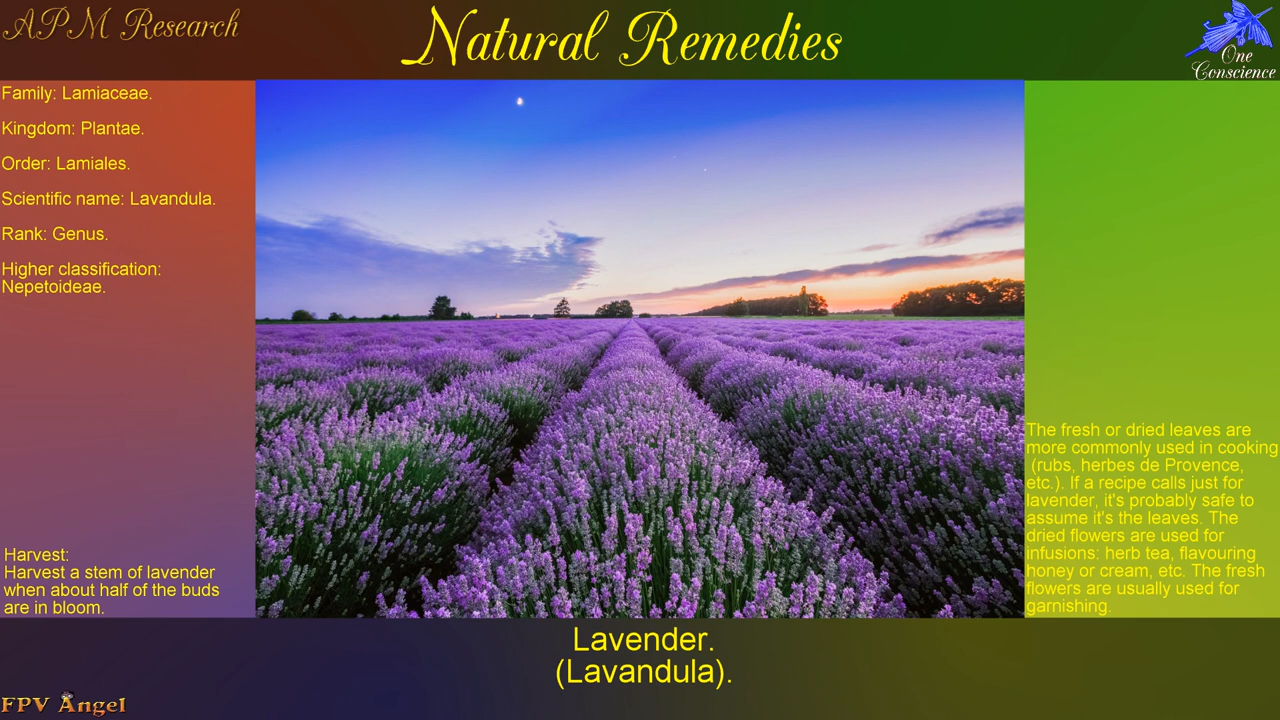 APM Research
Natural Remedies
One
Conscience
Family: Lamiaceae.
Kingdom: Plantae.
Order: Lamiales.
Scientific name: Lavandula.
Rank: Genus.
Higher classification:
Nepetoideae.
Harvest:
Harvest a stem of lavender
when about half of the buds
are in bloom.
The fresh or dried leaves are
more commonly used in cooking
(rubs, herbes de Provence,
etc.). If a recipe calls just for
lavender, it's probably safe to
assume it's the leaves. The
dried flowers are used for
infusions: herb tea, flavouring
honey or cream, etc. The fresh
flowers are usually used for
garnishing.
Lavender.
(Lavandula).
FPV Angel